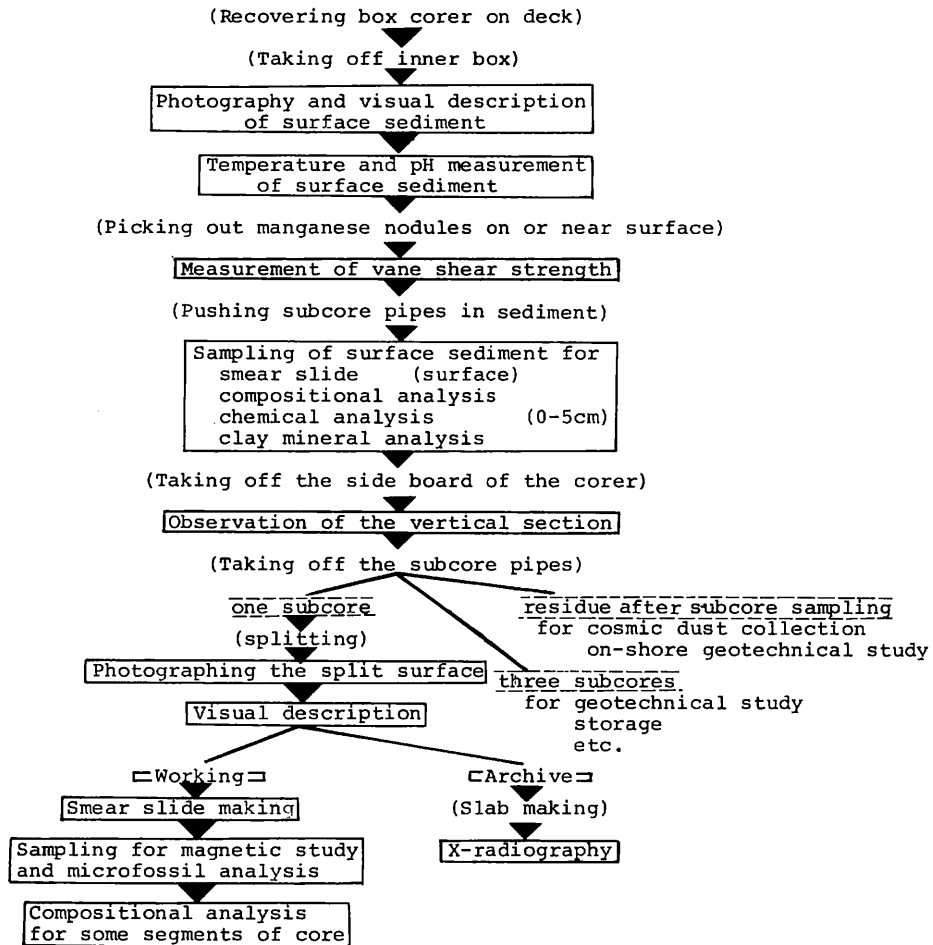 (Recovering box corer on deck)
(Taking off inner box)
Photography and visual description
of surface sediment
Temperature and pH measurement
of surface sediment
(Picking out manganese nodules on or near surface)
Measurement of vane shear strength
(Pushing subcore pipes in sediment)
Sampling of surface sediment for
smear slide (surface)
compositional analysis
chemical analysis (0-5cm)
clay mineral analysis
(Taking off the side board of the corer)
Observation of the vertical section
(Taking off the subcore pipes)
one subcore
(splitting)
Photographing the split surface
Visual description
residue after subcore sampling
for cosmic dust collection
on-shore geotechnical study
three subcores
for geotechnical study
storage
etc.
Working
Smear slide making
Sampling for magnetic study
and microfossil analysis
Compositional analysis
for some segments of core
Archive
(Slab making)
X-radiography